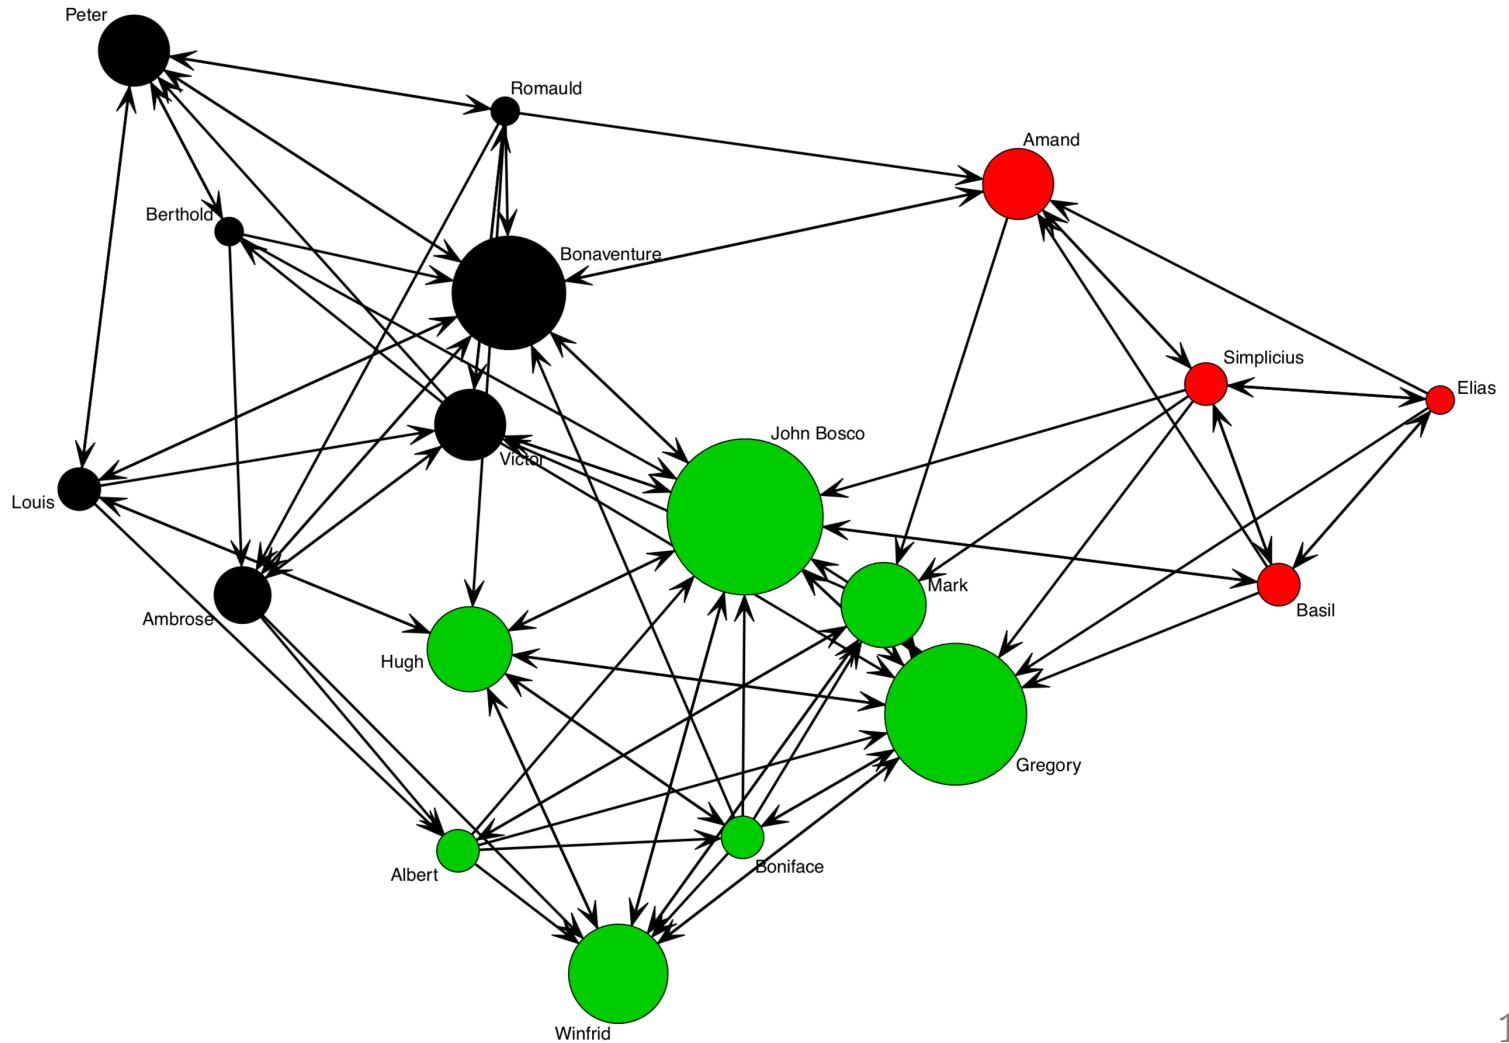 Peter
Romauld
Amand
Berthold
Bonaventure
Simplicius
Elias
John Bosco
Victor
Louis
Mark
Basil
Ambrose
Hugh
Gregory
Boniface
Albert
Winfrid
1